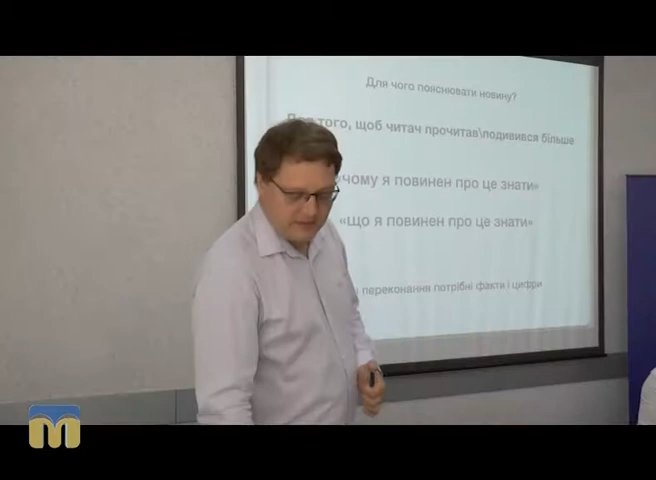 Для чого пояснювати новину?
того, щоб читач прочитав\подивився більше
«чому я повинен про це знати»
«що я повинен про це знати»
переконання потрібні факти і цифри
М